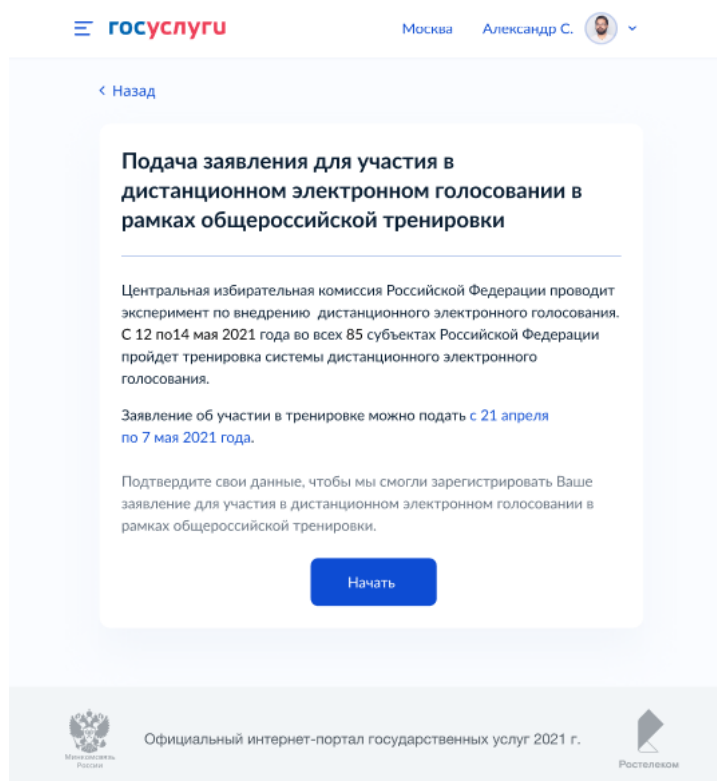 госуслуги
Москва Александр С.
Назад
Подача заявления для участия в
дистанционном электронном голосовании в
рамках общероссийской тренировки
Центральная избирательная комиссия Российской Федерации проводит
эксперимент по внедрению дистанционного электронного голосования.
С 12 по14 мая 2021 года во всех 85 субъектах Российской Федерации
пройдет тренировка системы дистанционного электронного
голосования.
Заявление об участии в тренировке можно подать с 21 апреля
по 7 мая 2021 года.
Подтвердите свои данные, чтобы мы смогли зарегистрировать Ваше
заявление для участия в дистанционном электронном голосовании в
рамках общероссийской тренировки.
Начать
Официальный интернет-портал государственных услуг 2021 г.
Минкомсвязь
России
Ростелеком